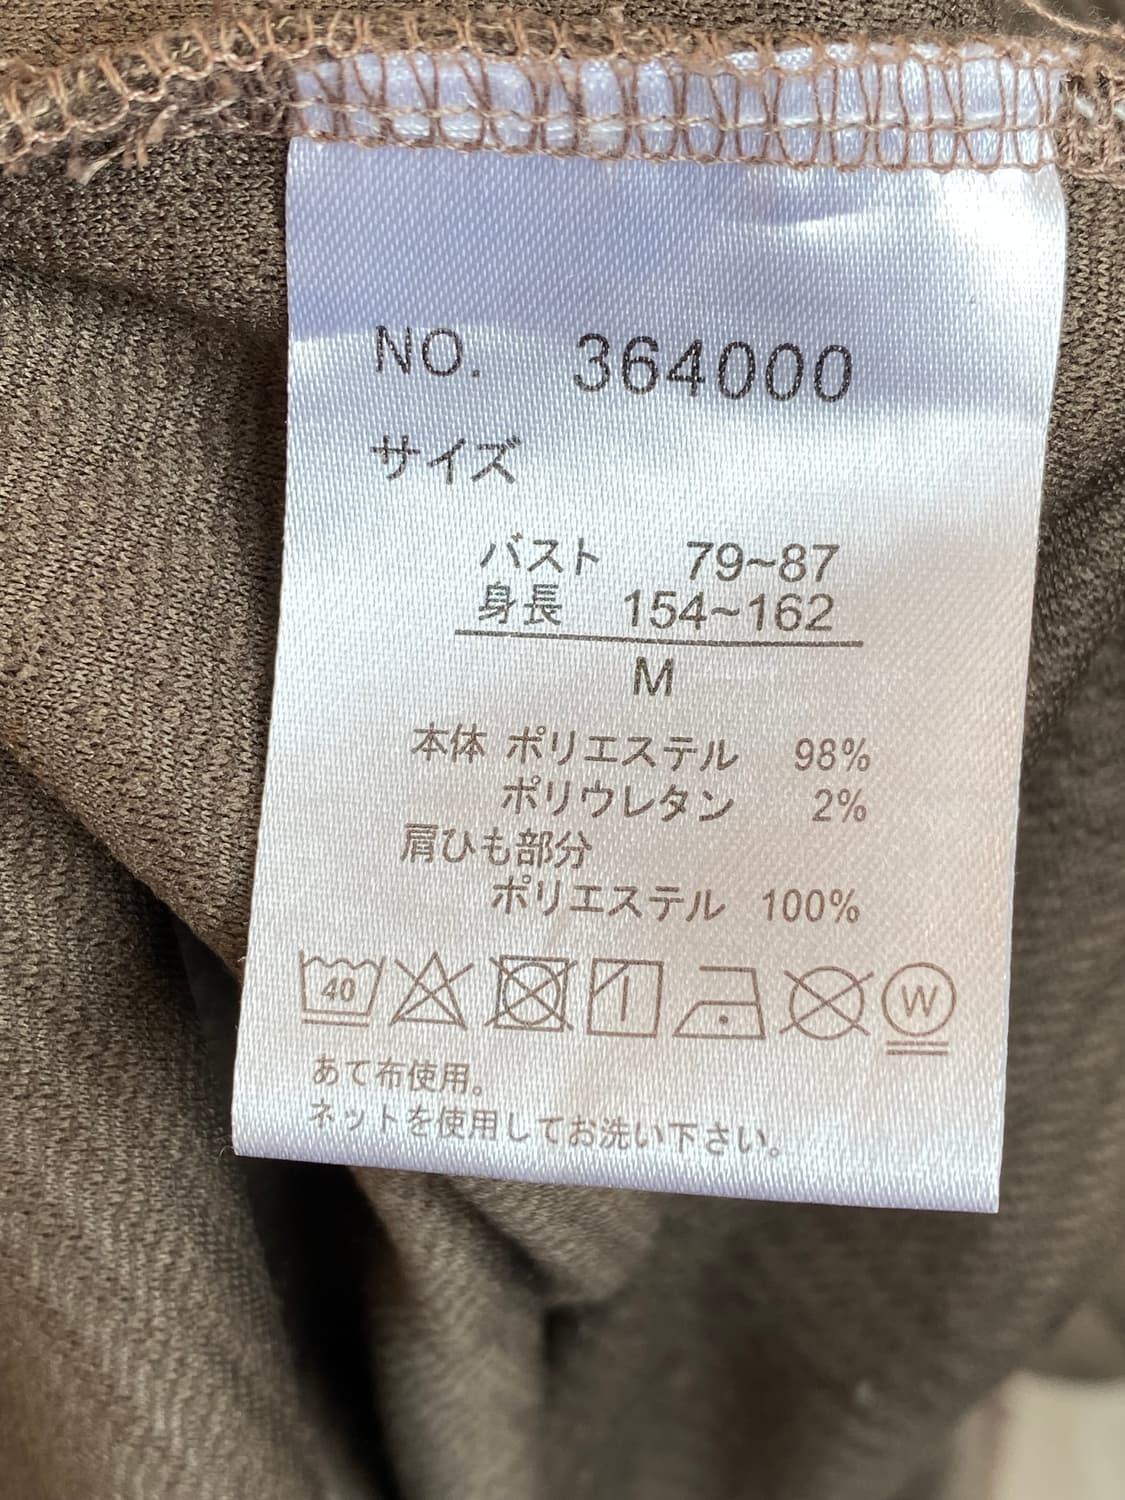 NO. 364000
サイズ
バスト 79~87
身長 154~162
M
本体 ポリエステル 98%
ポリウレタン 2%
肩ひも部分
ポリエステル 100%
40 W
あて布使用。
ネットを使用してお洗い下さい。